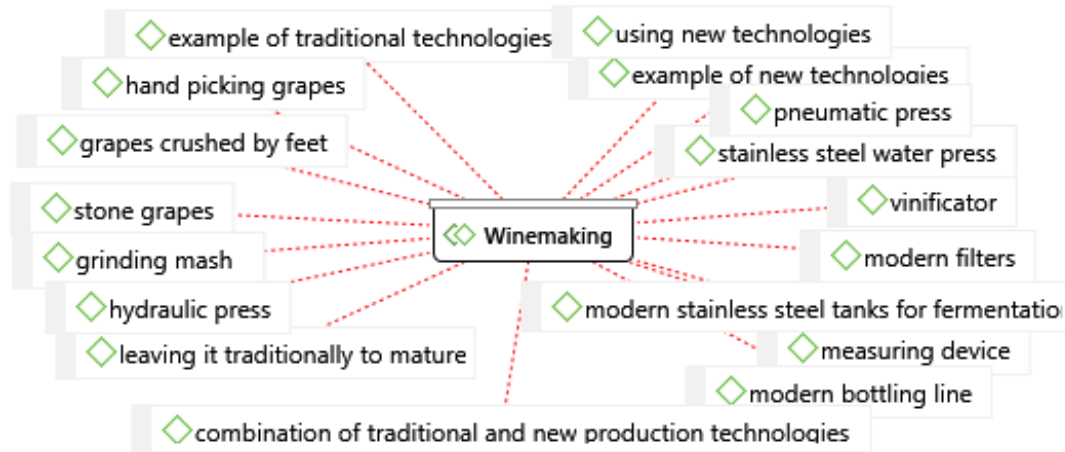 example of traditional technologies
using new technologies
hand picking grapes
example of new technologies
pneumatic press
grapes crushed by feet
stainless steel water press
stone grapes
vinificator
Winemaking
grinding mash
modern filters
hydraulic press
modern stainless steel tanks for fermentatio
leaving it traditionally to mature
measuring device
modern bottling line
combination of traditional and new production technologies